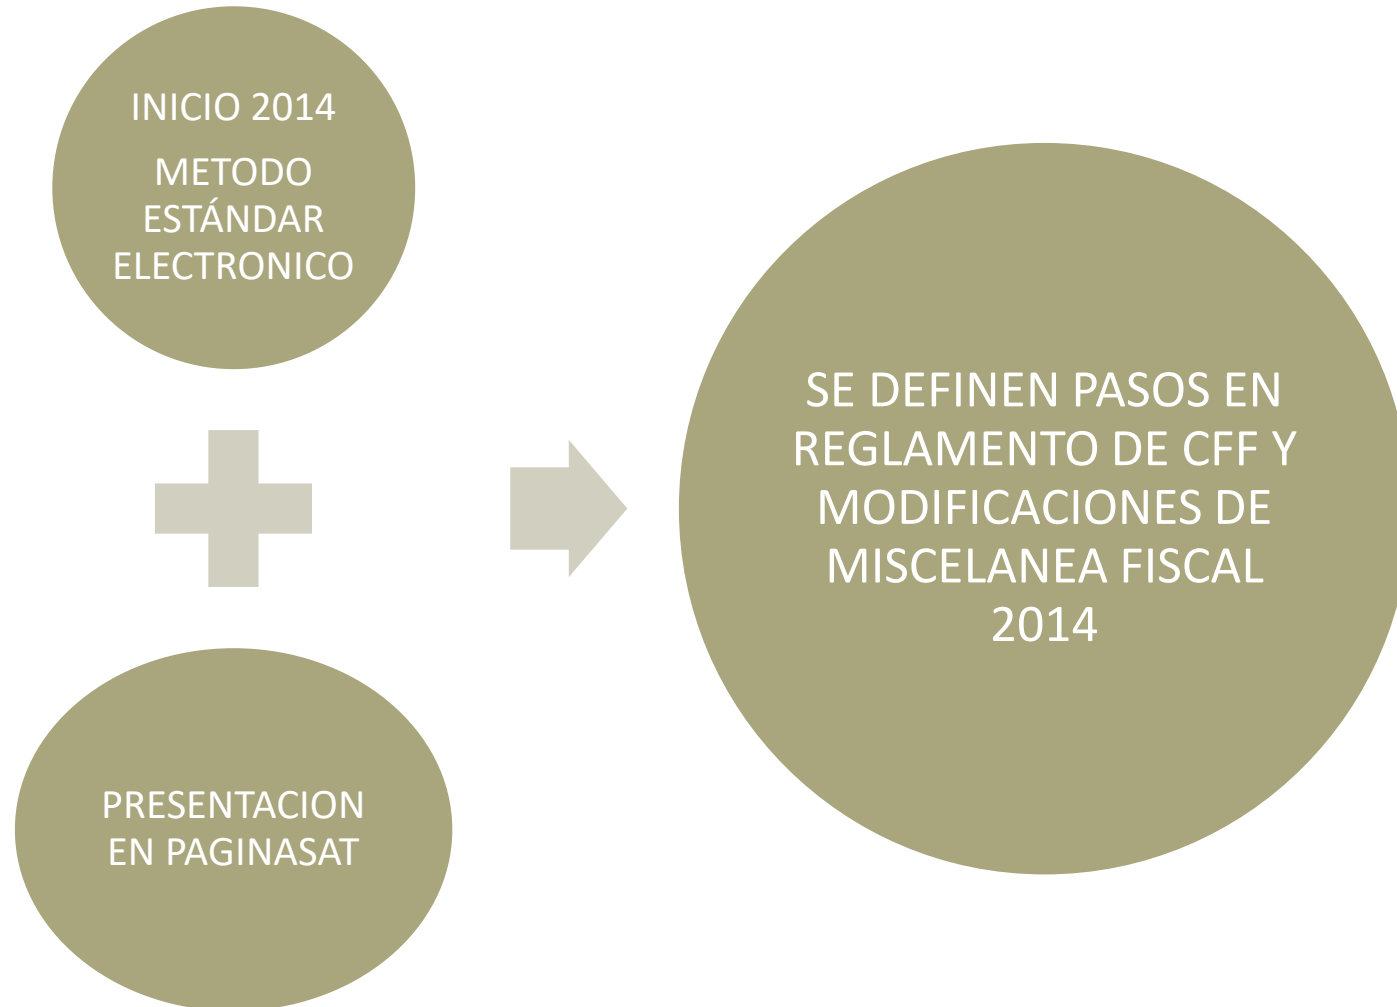 INICIO 2014
METODO
ESTÁNDAR
ELECTRONICO
PRESENTACION
EN PAGINASAT
SE DEFINEN PASOS EN
REGLAMENTO DE CFF Y
MODIFICACIONES DE
MISCELANEA FISCAL
2014